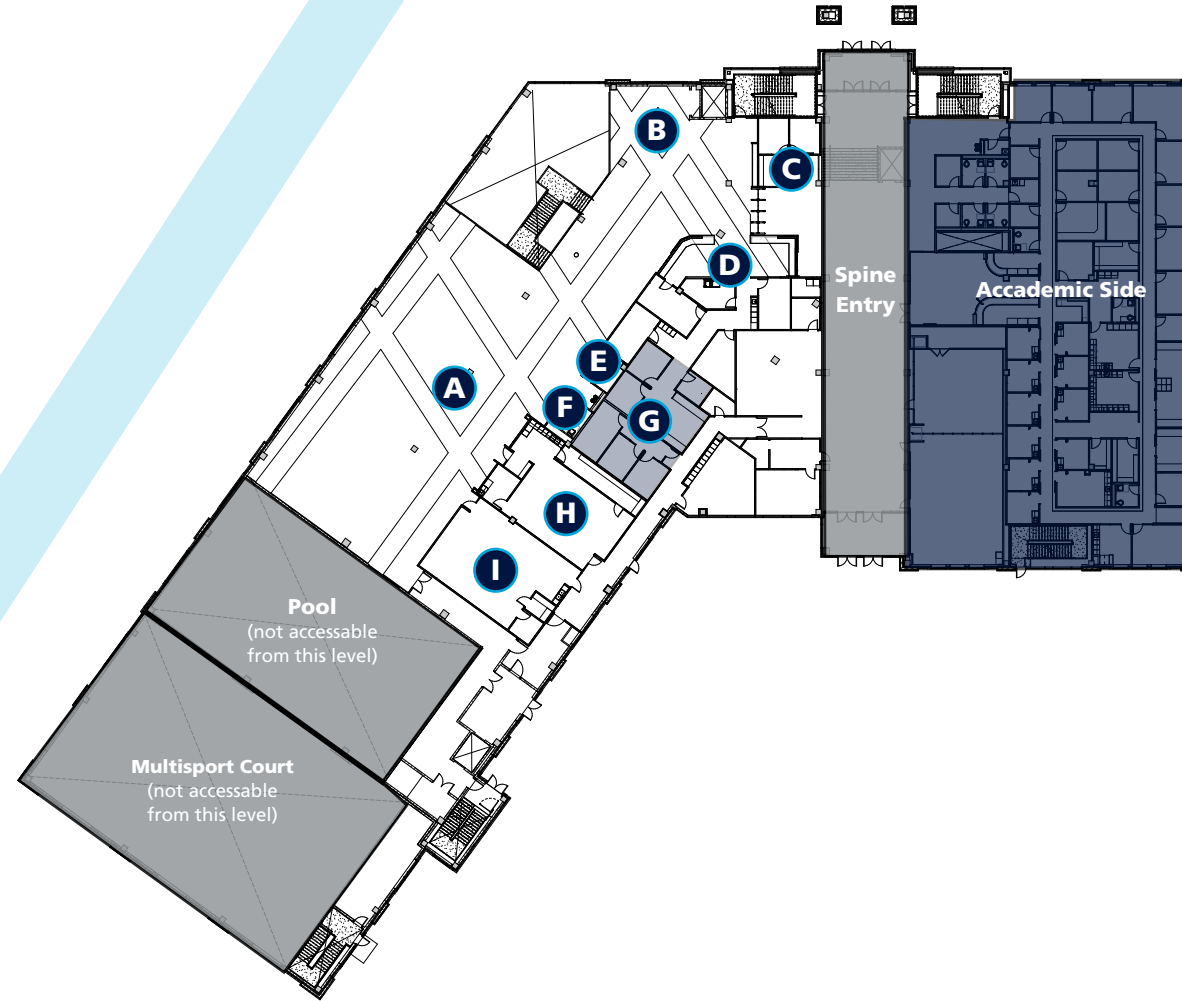 B
C
D
Spine
Entry
Accademic Side
E
A
F
G
H
I
Pool
(not accessable
from this level)
Multisport Court
(not accessable
from this level)